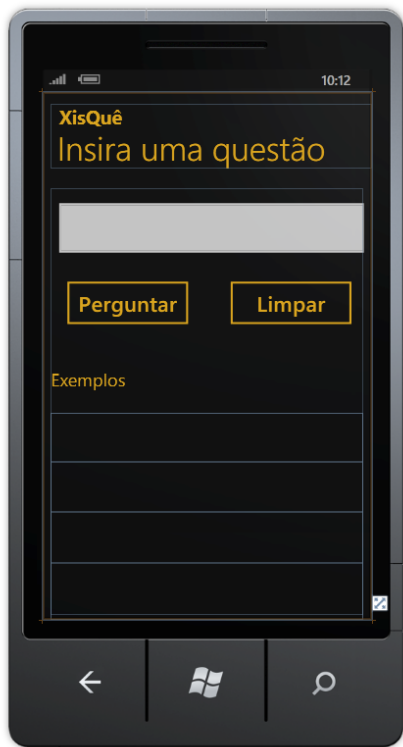 10:12
XisQuê
Insira uma questão
Perguntar
Limpar
Exemplos